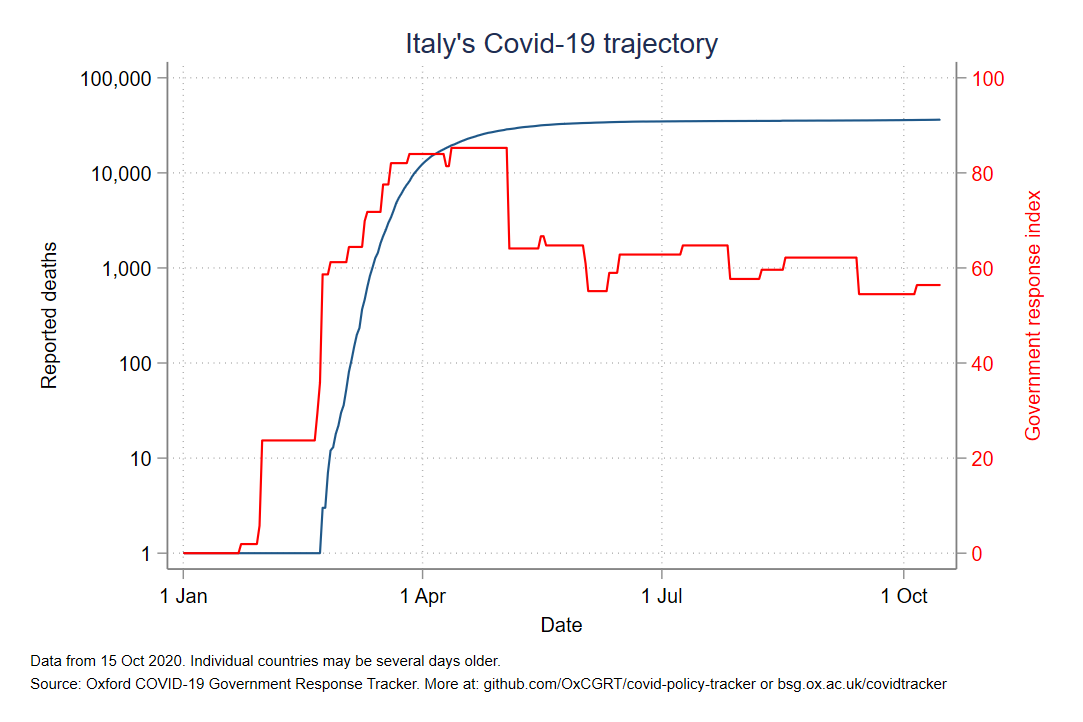 Italy's Covid-19 trajectory
100,000
10,000
1,000
100
10
1
Reported deaths
100
80
60
40
20
0
Government response index
1 Jan
1 Apr
1 Jul
1 Oct
Date
Data from 15 Oct 2020. Individual countries may be several days older.
Source: Oxford COVID-19 Government Response Tracker. More at: github.com/OxCGRT/covid-policy-tracker or bsg.ox.ac.uk/covidtracker